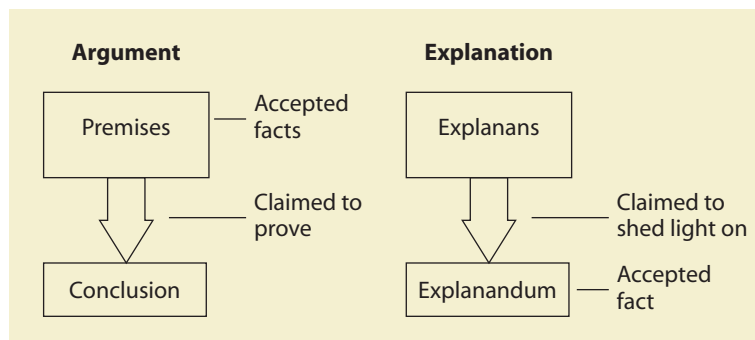 Argument
Premises
Accepted
facts
Claimed to
prove
Conclusion
Explanation
Explanans
Claimed to
shed light on
Explanandum
Accepted
fact